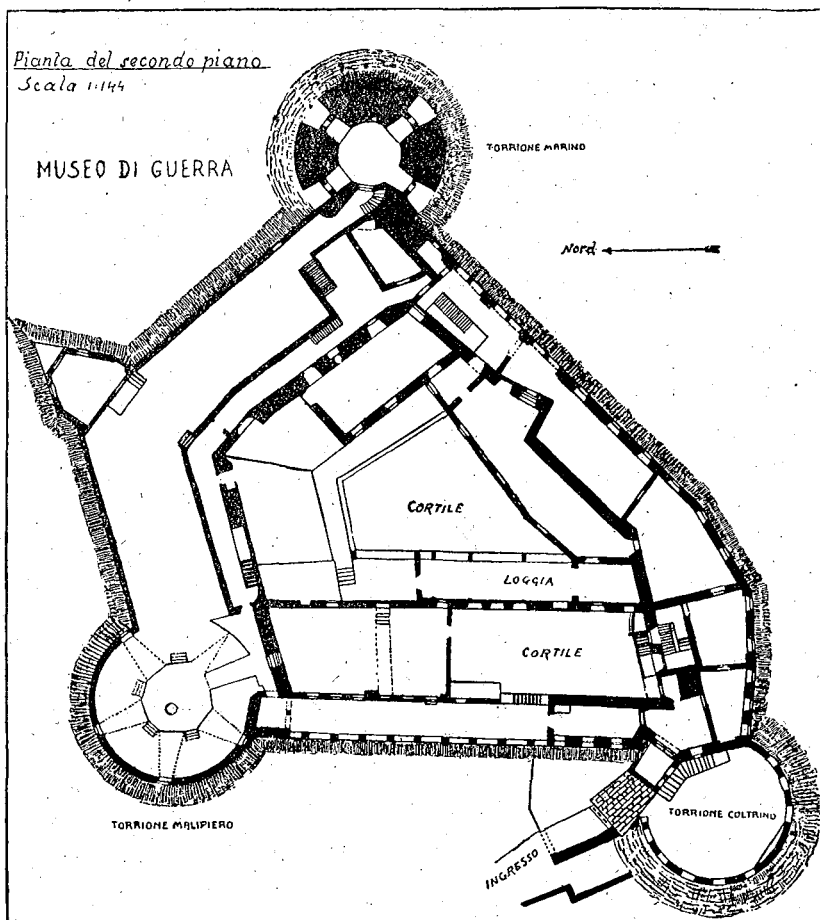 Pianta del secondo piano
Scala 1:144
MUSEO DI GUERRA
TORRIONE MARINO
Nord
CORTILE
LOGGIA
CORTILE
TORRIONE MALIPIERO
TORRIONE COLTRINO
INGRESSO